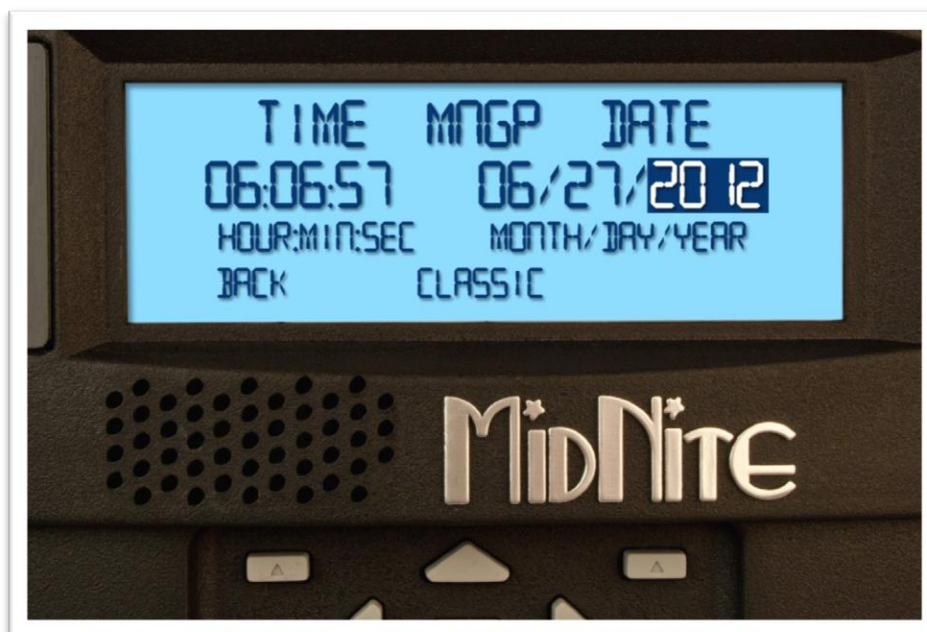 TIME MNGP DATE
06:06:57 06/27/2012
HOUR:MIN:SEC MONTH/DAY/YEAR
BACK CLASSIC
MIDNITE